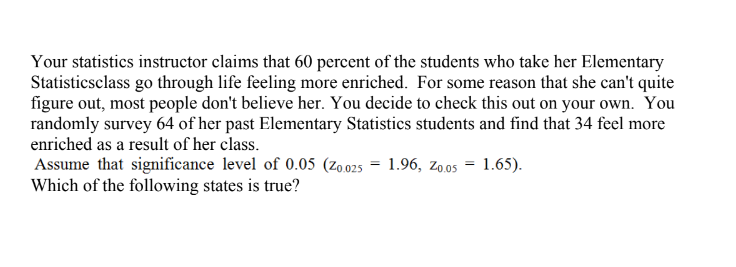 Your statistics instructor claims that 60 percent of the students who take her Elementary
Statisticsclass go through life feeling more enriched.  For some reason that she can't quite
figure out, most people don't believe her. You decide to check this out on your own.  You
randomly survey 64 of her past Elementary Statistics students and find that 34 feel more
enriched as a result of her class.
Assume that significance level of 0.05 (z₀.₀₂₅ = 1.96, z₀.₀₅ = 1.65).
Which of the following states is true?